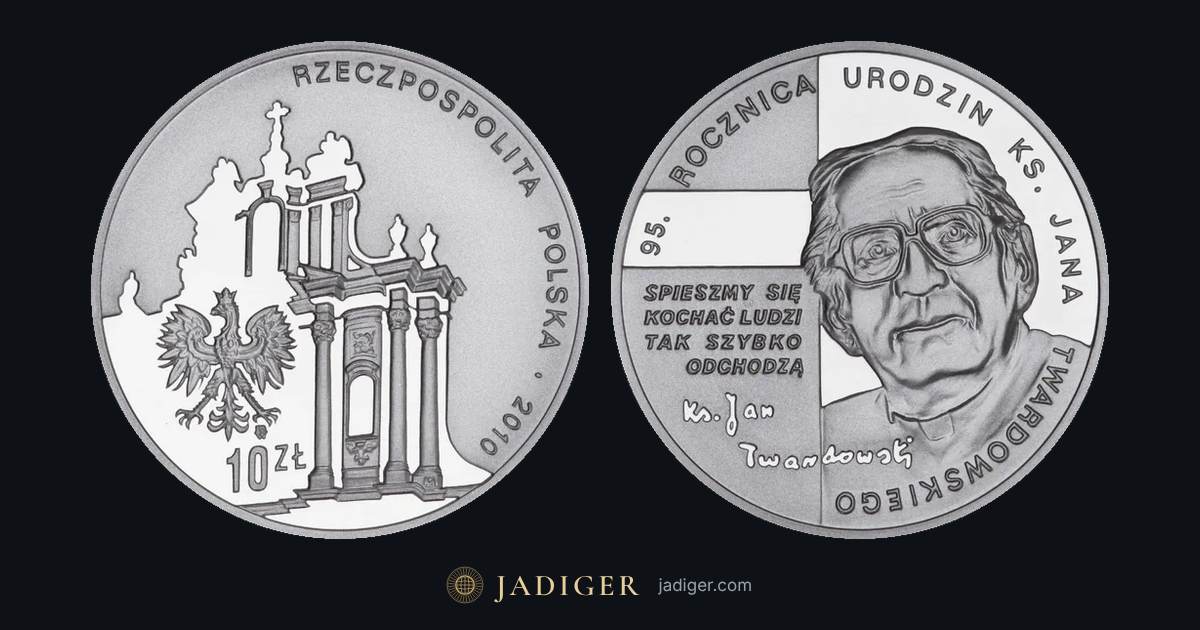 RZECZPOSPOLITA POLSKA · 2010
10 ZŁ
95. ROCZNICA URODZIN KS. JANA TWARDOWSKIEGO
SPIESZMY SIĘ
KOCHAĆ LUDZI
TAK SZYBKO
ODCHODZĄ
Ks. Jan
Twardowski
JADIGER jadiger.com